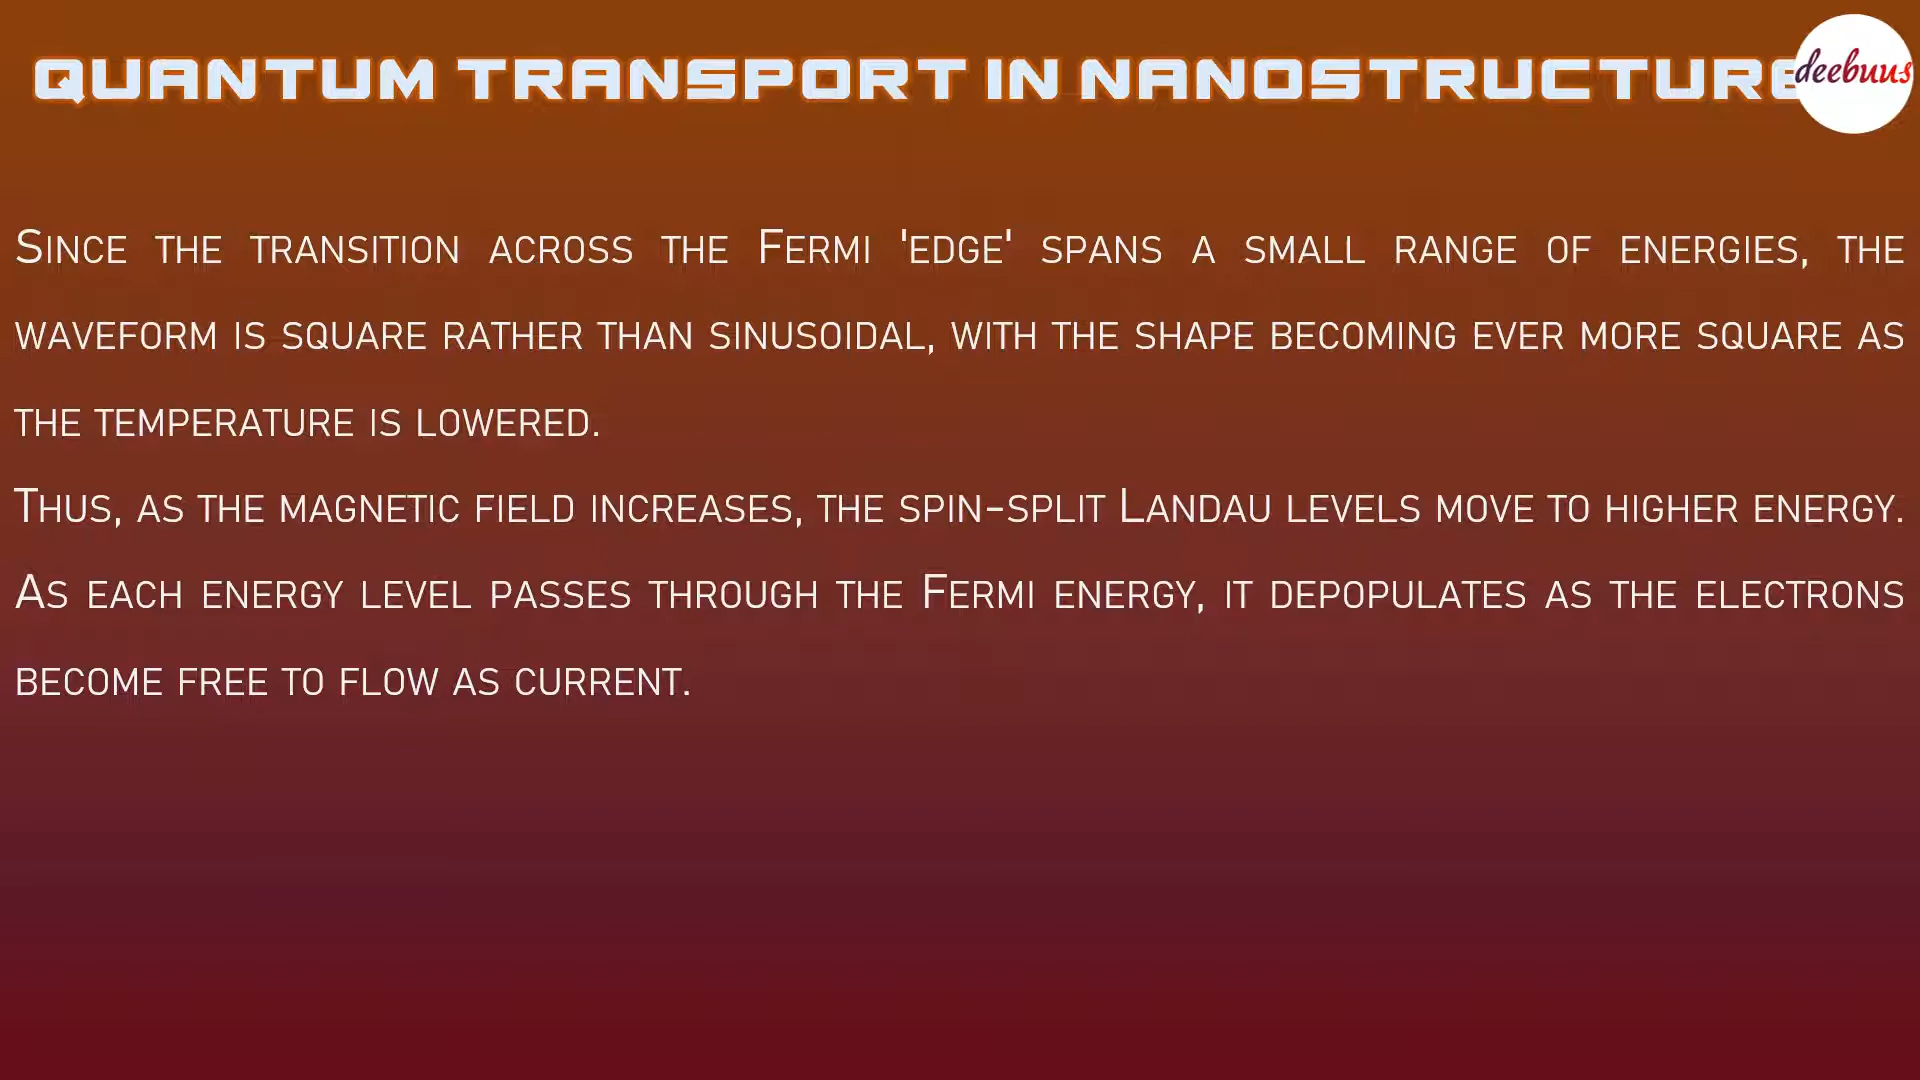 QUANTUM TRANSPORT IN NANOSTRUCTURE
deebuus
Since the transition across the Fermi 'edge' spans a small range of energies, the
waveform is square rather than sinusoidal, with the shape becoming ever more square as
the temperature is lowered.
Thus, as the magnetic field increases, the spin-split Landau levels move to higher energy.
As each energy level passes through the Fermi energy, it depopulates as the electrons
become free to flow as current.